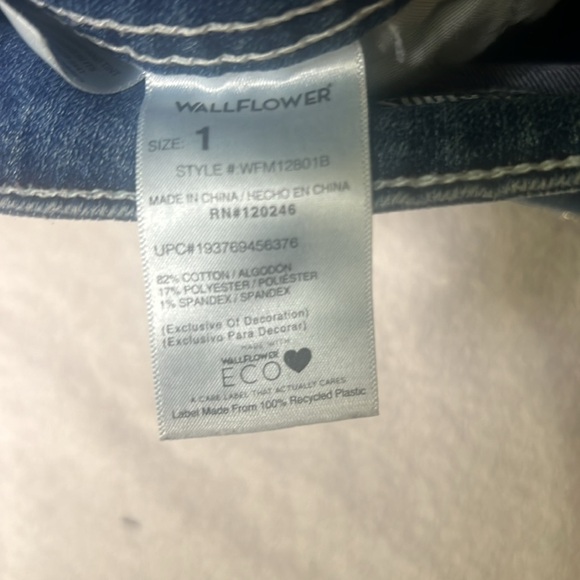 WALLFLOWER
SIZE: 1
STYLE #:WFM12801B
MADE IN CHINA / HECHO EN CHINA
RN#120246
UPC#193769456376
82% COTTON / ALGODÓN
17% POLYESTER / POLIÉSTER
1% SPANDEX / SPANDEX
(Exclusive Of Decoration)
(Exclusivo Para Decorar)
MADE WITH
WALLFLOWER
ECO
A CARE LABEL THAT ACTUALLY CARES
Label Made From 100% Recycled Plastic